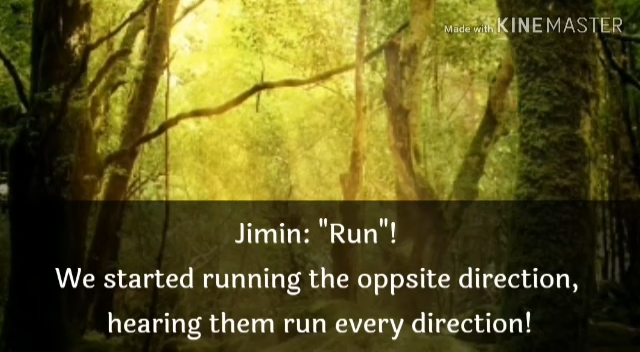 Made with KINEMASTER
Jimin: "Run"!
We started running the oppsite direction,
hearing them run every direction!